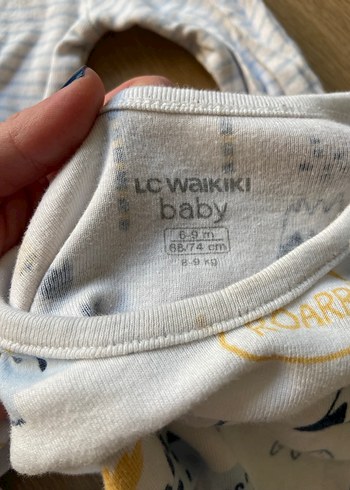 LC WAIKIKI
baby
6-9 m
68/74 cm
8-9 kg
ROARR